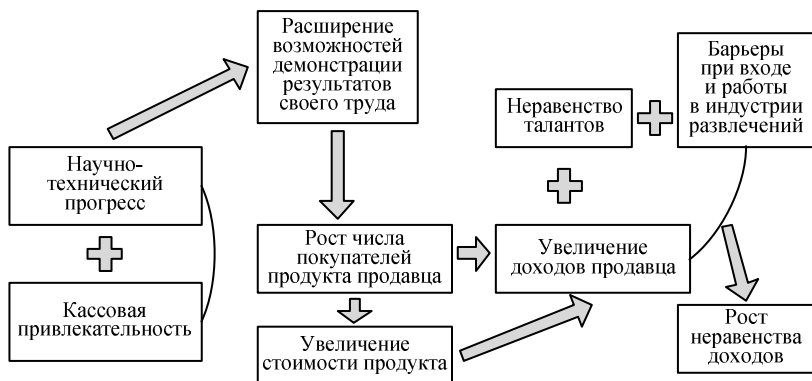 Расширение
возможностей
демонстрации
результатов
своего труда
Барьеры
при входе
и работы
в индустрии
развлечений
Неравенство
талантов
Научно-
технический
прогресс
Рост числа
покупателей
продукта продавца
Увеличение
доходов продавца
Кассовая
привлекательность
Увеличение
стоимости продукта
Рост
неравенства
доходов